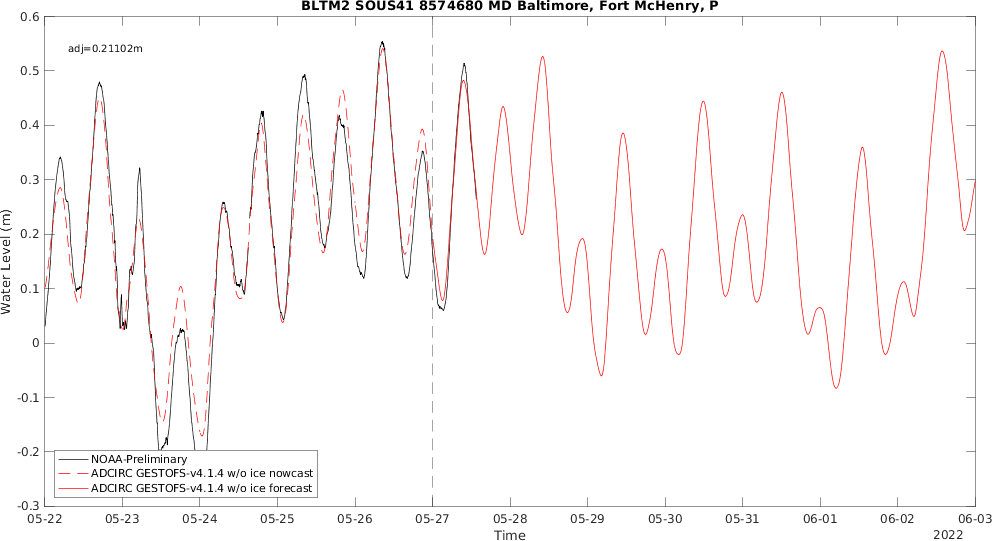 BLTM2 SOUS41 8574680 MD Baltimore, Fort McHenry, P
adj=0.21102m
Water Level (m)
0.6
0.5
0.4
0.3
0.2
0.1
0
-0.1
-0.2
-0.3
NOAA-Preliminary
ADCIRC GESTOFS-v4.1.4 w/o ice nowcast
ADCIRC GESTOFS-v4.1.4 w/o ice forecast
05-22 05-23 05-24 05-25 05-26 05-27 05-28 05-29 05-30 05-31 06-01 06-02 06-03
Time
2022